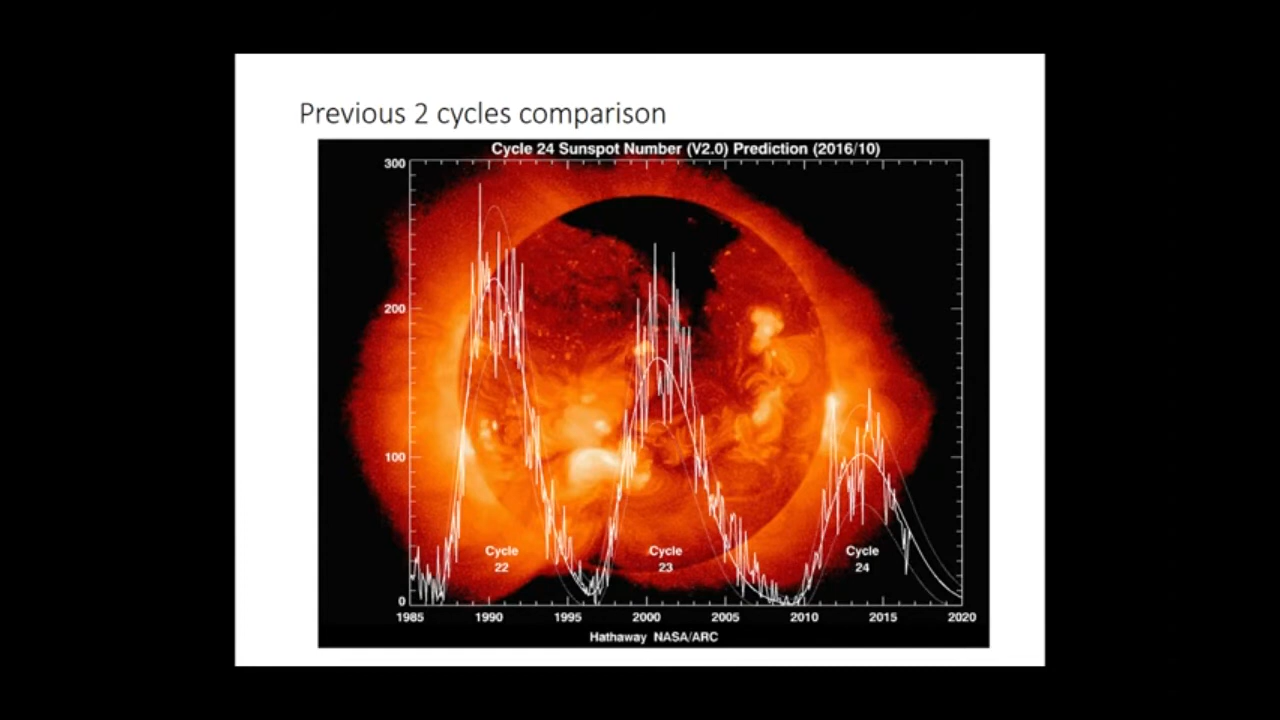 Previous 2 cycles comparison
Cycle 24 Sunspot Number (V2.0) Prediction (2016/10)
300
200
100
0
Cycle
22
Cycle
23
Cycle
24
1985 1990 1995 2000 2005 2010 2015 2020
Hathaway NASA/ARC